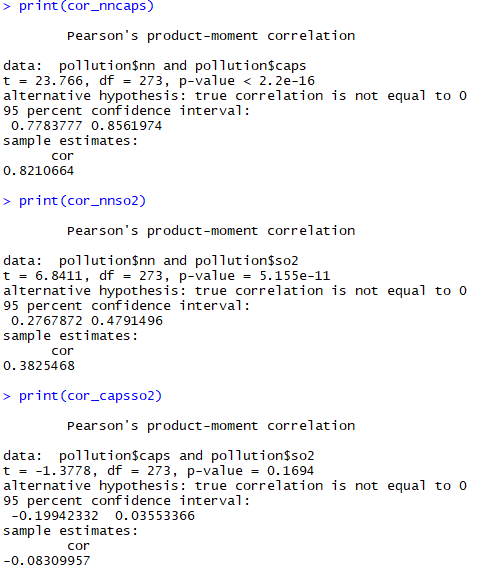 > print(cor_nncaps)
Pearson's product-moment correlation
data:  pollution$nn and pollution$caps
t = 23.766, df = 273, p-value < 2.2e-16
alternative hypothesis: true correlation is not equal to 0
95 percent confidence interval:
 0.7783777 0.8561974
sample estimates:
      cor
0.8210664
> print(cor_nnso2)
Pearson's product-moment correlation
data:  pollution$nn and pollution$so2
t = 6.8411, df = 273, p-value = 5.155e-11
alternative hypothesis: true correlation is not equal to 0
95 percent confidence interval:
 0.2767872 0.4791496
sample estimates:
      cor
0.3825468
> print(cor_capsso2)
Pearson's product-moment correlation
data:  pollution$caps and pollution$so2
t = -1.3778, df = 273, p-value = 0.1694
alternative hypothesis: true correlation is not equal to 0
95 percent confidence interval:
 -0.19942332  0.03553366
sample estimates:
        cor
-0.08309957